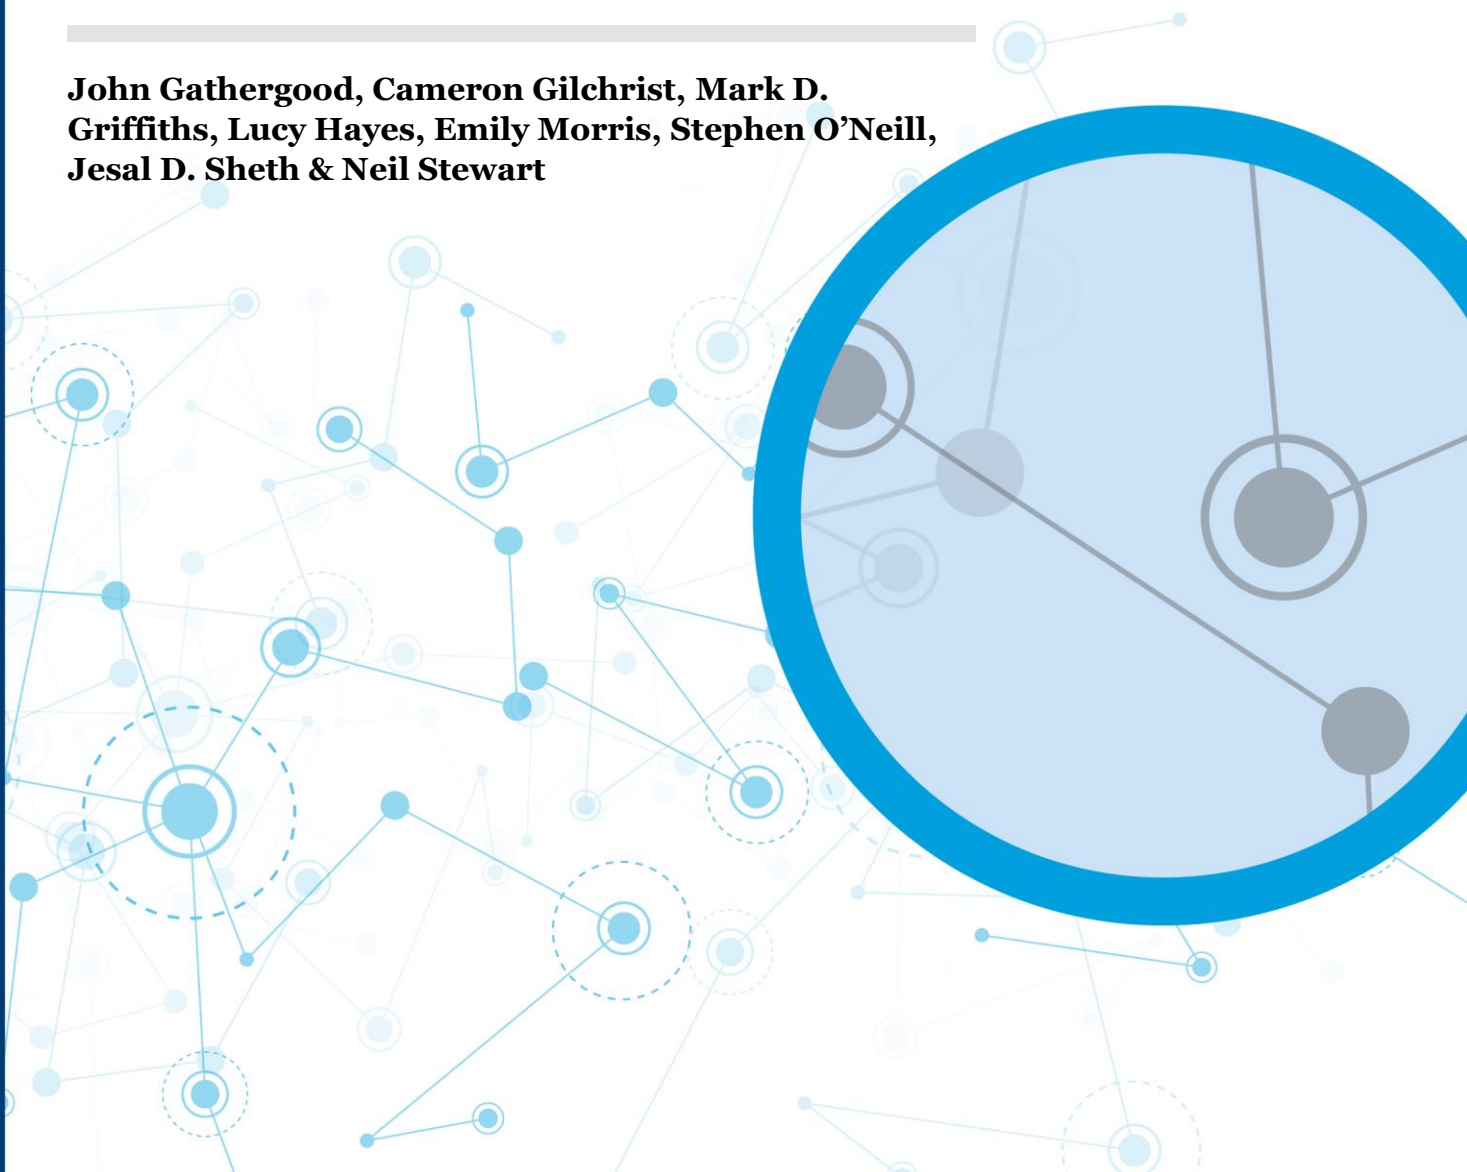 John Gathergood, Cameron Gilchrist, Mark D.
Griffiths, Lucy Hayes, Emily Morris, Stephen O’Neill,
Jesal D. Sheth & Neil Stewart